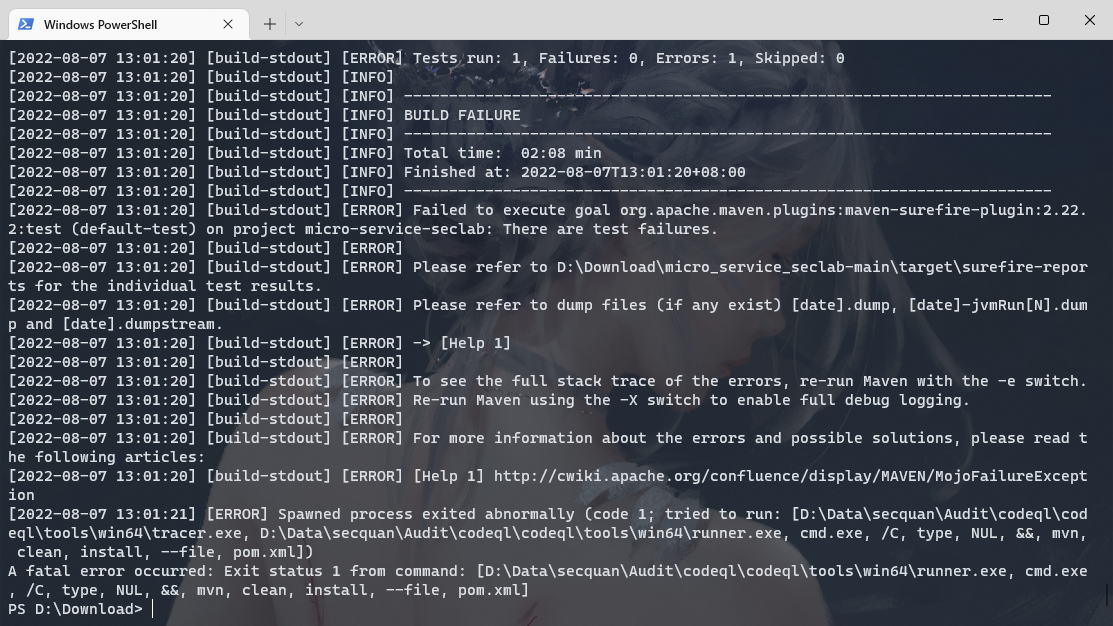 Windows PowerShell
[2022-08-07 13:01:20] [build-stdout] [ERROR] Tests run: 1, Failures: 0, Errors: 1, Skipped: 0
[2022-08-07 13:01:20] [build-stdout] [INFO]
[2022-08-07 13:01:20] [build-stdout] [INFO] ------------------------------------------------------------------------
[2022-08-07 13:01:20] [build-stdout] [INFO] BUILD FAILURE
[2022-08-07 13:01:20] [build-stdout] [INFO] ------------------------------------------------------------------------
[2022-08-07 13:01:20] [build-stdout] [INFO] Total time:  02:08 min
[2022-08-07 13:01:20] [build-stdout] [INFO] Finished at: 2022-08-07T13:01:20+08:00
[2022-08-07 13:01:20] [build-stdout] [INFO] ------------------------------------------------------------------------
[2022-08-07 13:01:20] [build-stdout] [ERROR] Failed to execute goal org.apache.maven.plugins:maven-surefire-plugin:2.22.
2:test (default-test) on project micro-service-seclab: There are test failures.
[2022-08-07 13:01:20] [build-stdout] [ERROR]
[2022-08-07 13:01:20] [build-stdout] [ERROR] Please refer to D:\Download\micro_service_seclab-main\target\surefire-repor
ts for the individual test results.
[2022-08-07 13:01:20] [build-stdout] [ERROR] Please refer to dump files (if any exist) [date].dump, [date]-jvmRun[N].dum
p and [date].dumpstream.
[2022-08-07 13:01:20] [build-stdout] [ERROR] -> [Help 1]
[2022-08-07 13:01:20] [build-stdout] [ERROR]
[2022-08-07 13:01:20] [build-stdout] [ERROR] To see the full stack trace of the errors, re-run Maven with the -e switch.
[2022-08-07 13:01:20] [build-stdout] [ERROR] Re-run Maven using the -X switch to enable full debug logging.
[2022-08-07 13:01:20] [build-stdout] [ERROR]
[2022-08-07 13:01:20] [build-stdout] [ERROR] For more information about the errors and possible solutions, please read t
he following articles:
[2022-08-07 13:01:20] [build-stdout] [ERROR] [Help 1] http://cwiki.apache.org/confluence/display/MAVEN/MojoFailureExcept
ion
[2022-08-07 13:01:21] [ERROR] Spawned process exited abnormally (code 1; tried to run: [D:\Data\secquan\Audit\codeql\cod
eql\tools\win64\tracer.exe, D:\Data\secquan\Audit\codeql\codeql\tools\win64\runner.exe, cmd.exe, /C, type, NUL, &&, mvn,
 clean, install, --file, pom.xml])
A fatal error occurred: Exit status 1 from command: [D:\Data\secquan\Audit\codeql\codeql\tools\win64\runner.exe, cmd.exe
, /C, type, NUL, &&, mvn, clean, install, --file, pom.xml]
PS D:\Download>